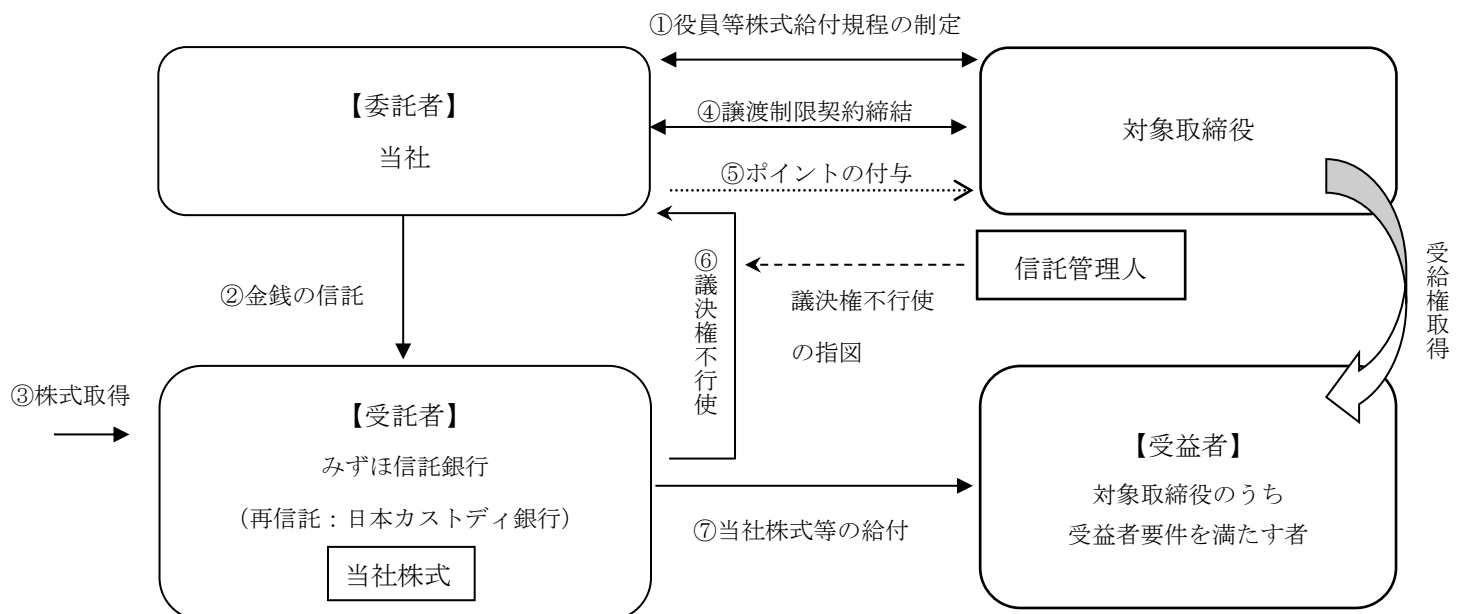 ①役員等株式給付規程の制定
【委託者】
当社
④譲渡制限契約締結
対象取締役
⑤ポイントの付与
⑥議決権不行使
信託管理人
議決権不行使
の指図
受給権取得
②金銭の信託
③株式取得
【受託者】
みずほ信託銀行
（再信託：日本カストディ銀行）
当社株式
⑦当社株式等の給付
【受益者】
対象取締役のうち
受益者要件を満たす者